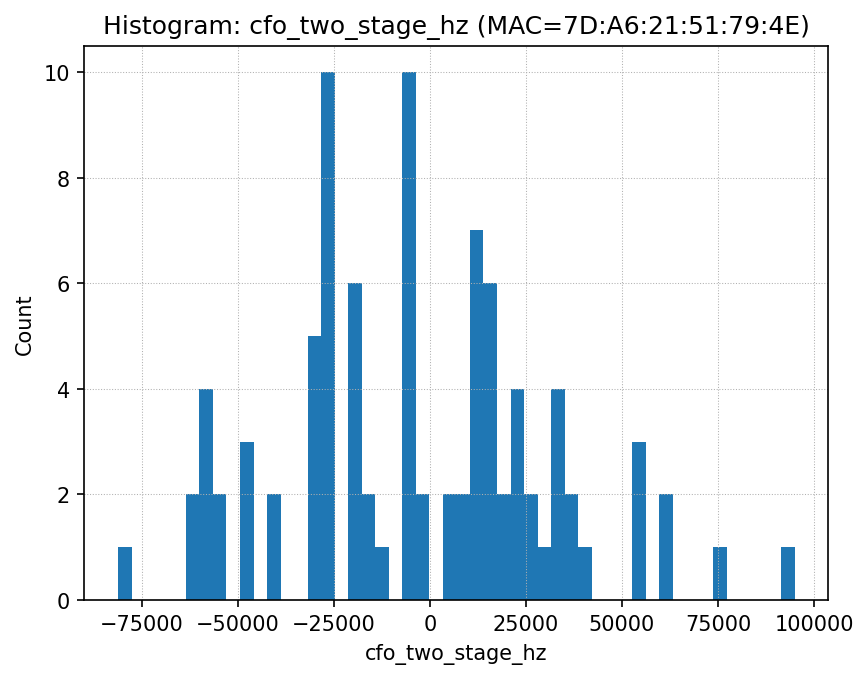 Histogram: cfo_two_stage_hz (MAC=7D:A6:21:51:79:4E)
10
8
6
4
2
0
Count
−75000 −50000 −25000 0 25000 50000 75000 100000
cfo_two_stage_hz